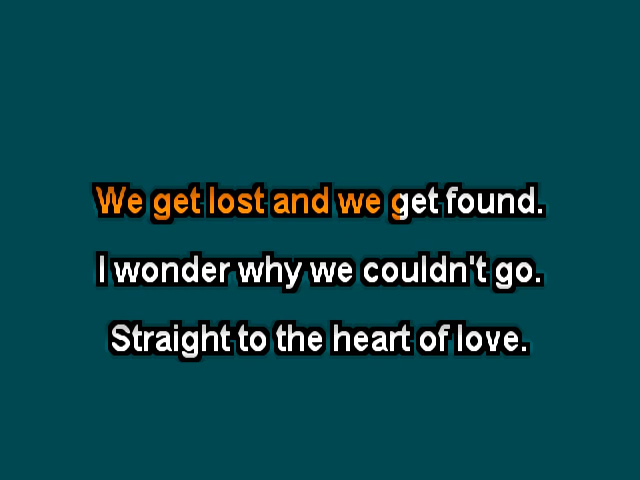 We get lost and we get found.
I wonder why we couldn't go.
Straight to the heart of love.